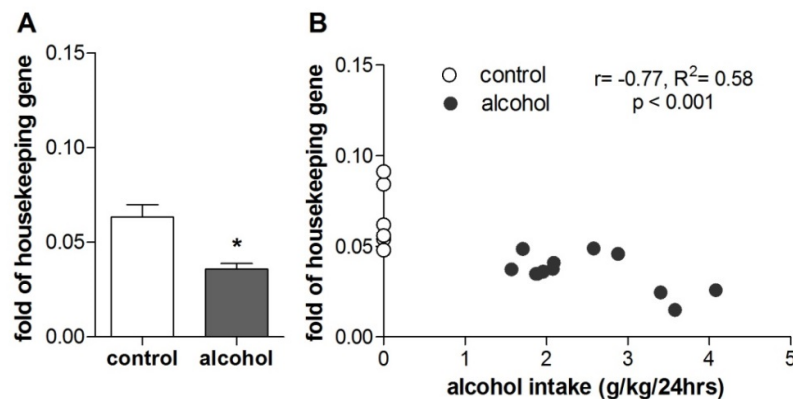 A
fold of housekeeping gene
0.15
0.10
0.05
0.00
*
control alcohol
B
fold of housekeeping gene
0.15
0.10
0.05
0.00
control
alcohol
r= -0.77, R²= 0.58
p < 0.001
0 1 2 3 4 5
alcohol intake (g/kg/24hrs)